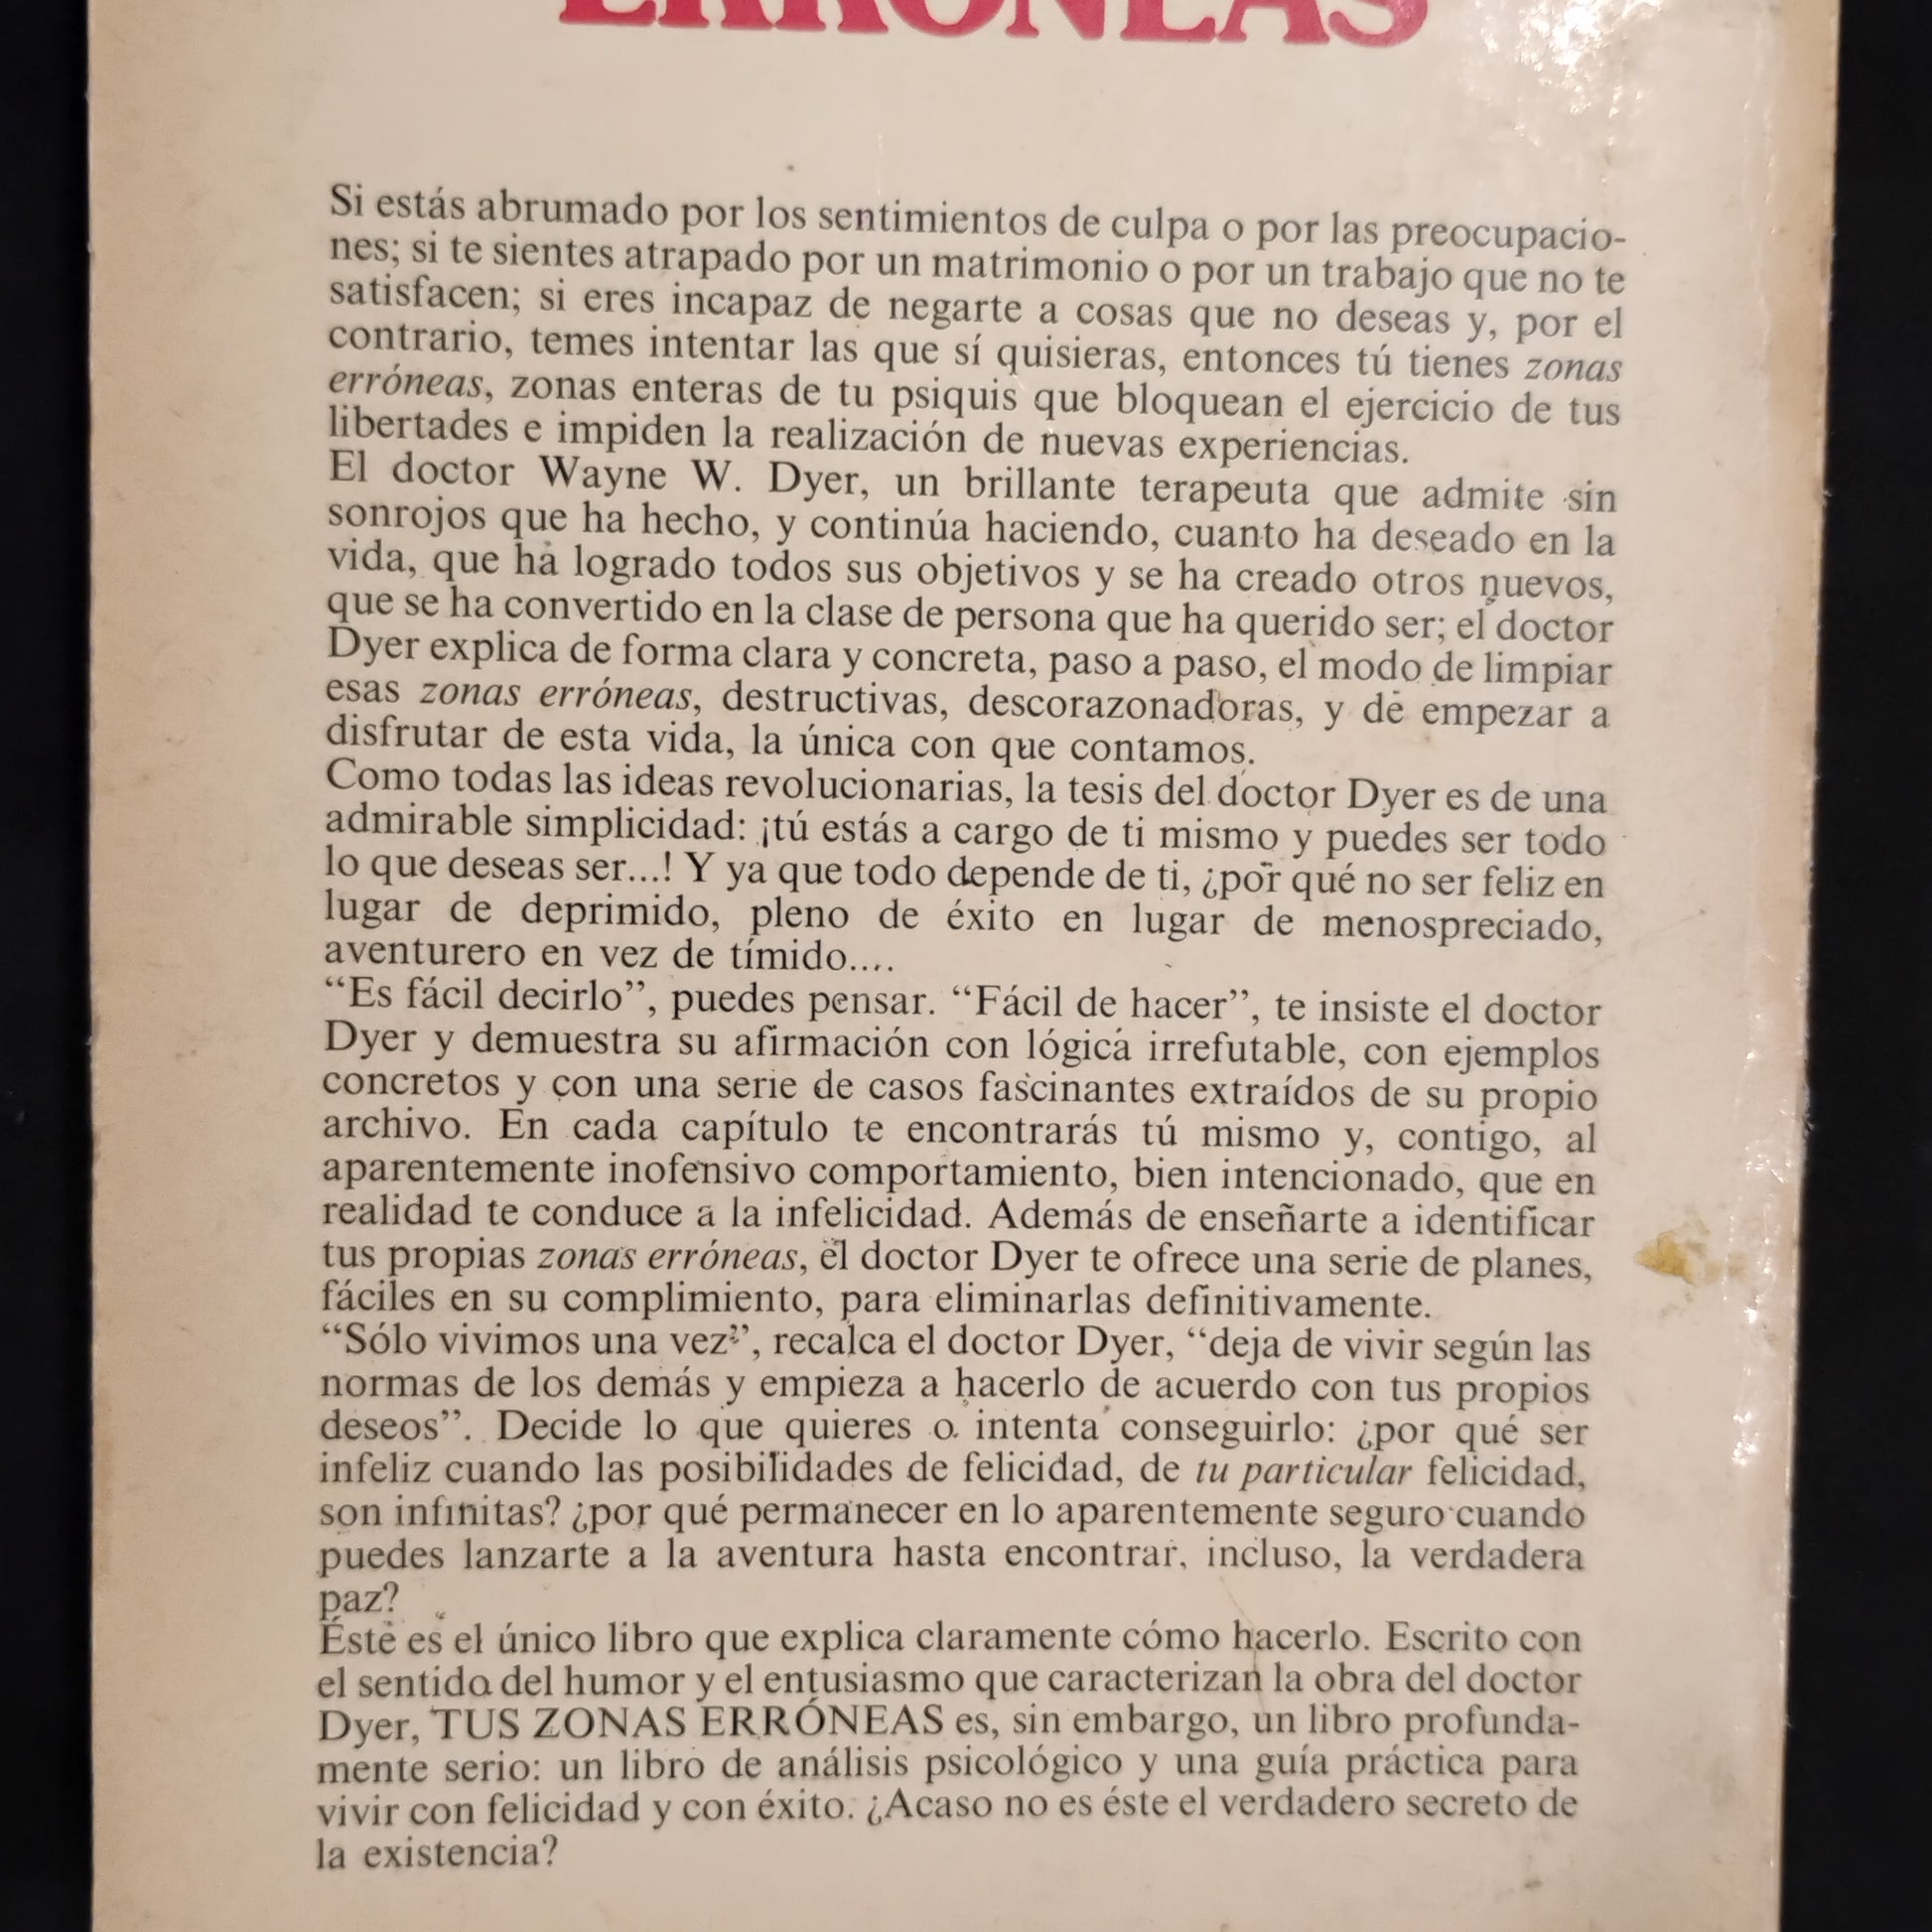 ERRÓNEAS
Si estás abrumado por los sentimientos de culpa o por las preocupacio-
nes; si te sientes atrapado por un matrimonio o por un trabajo que no te
satisfacen; si eres incapaz de negarte a cosas que no deseas y, por el
contrario, temes intentar las que sí quisieras, entonces tú tienes zonas
erróneas, zonas enteras de tu psiquis que bloquean el ejercicio de tus
libertades e impiden la realización de nuevas experiencias.
El doctor Wayne W. Dyer, un brillante terapeuta que admite sin
sonrojos que ha hecho, y continúa haciendo, cuanto ha deseado en la
vida, que ha logrado todos sus objetivos y se ha creado otros nuevos,
que se ha convertido en la clase de persona que ha querido ser; el doctor
Dyer explica de forma clara y concreta, paso a paso, el modo de limpiar
esas zonas erróneas, destructivas, descorazonadoras, y de empezar a
disfrutar de esta vida, la única con que contamos.
Como todas las ideas revolucionarias, la tesis del doctor Dyer es de una
admirable simplicidad: ¡tú estás a cargo de ti mismo y puedes ser todo
lo que deseas ser...! Y ya que todo depende de ti, ¿por qué no ser feliz en
lugar de deprimido, pleno de éxito en lugar de menospreciado,
aventurero en vez de tímido....
“Es fácil decirlo”, puedes pensar. “Fácil de hacer”, te insiste el doctor
Dyer y demuestra su afirmación con lógica irrefutable, con ejemplos
concretos y con una serie de casos fascinantes extraídos de su propio
archivo. En cada capítulo te encontrarás tú mismo y, contigo, al
aparentemente inofensivo comportamiento, bien intencionado, que en
realidad te conduce a la infelicidad. Además de enseñarte a identificar
tus propias zonas erróneas, el doctor Dyer te ofrece una serie de planes,
fáciles en su complimiento, para eliminarlas definitivamente.
“Sólo vivimos una vez”, recalca el doctor Dyer, “deja de vivir según las
normas de los demás y empieza a hacerlo de acuerdo con tus propios
deseos”. Decide lo que quieres o intenta conseguirlo: ¿por qué ser
infeliz cuando las posibilidades de felicidad, de tu particular felicidad,
son infinitas? ¿por qué permanecer en lo aparentemente seguro cuando
puedes lanzarte a la aventura hasta encontrar, incluso, la verdadera
paz?
Éste es el único libro que explica claramente cómo hacerlo. Escrito con
el sentido del humor y el entusiasmo que caracterizan la obra del doctor
Dyer, TUS ZONAS ERRÓNEAS es, sin embargo, un libro profunda-
mente serio: un libro de análisis psicológico y una guía práctica para
vivir con felicidad y con éxito. ¿Acaso no es éste el verdadero secreto de
la existencia?